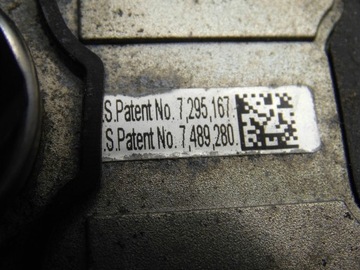 .S.Patent No. 7,295,167.
.S.Patent No. 7,489,280.